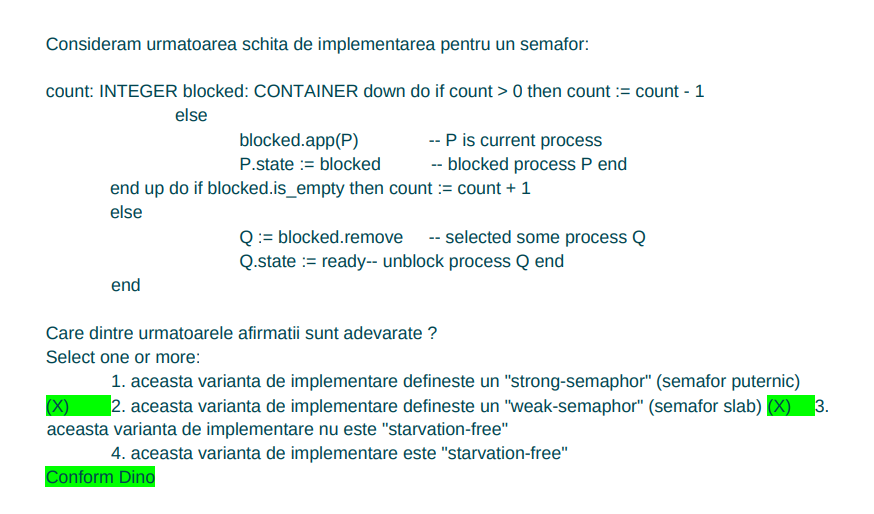 Consideram urmatoarea schita de implementarea pentru un semafor:
count: INTEGER blocked: CONTAINER down do if count > 0 then count := count - 1
else
blocked.app(P) -- P is current process
P.state := blocked -- blocked process P end
end up do if blocked.is_empty then count := count + 1
else
Q := blocked.remove -- selected some process Q
Q.state := ready-- unblock process Q end
end
Care dintre urmatoarele afirmatii sunt adevarate ?
Select one or more:
1. aceasta varianta de implementare defineste un "strong-semaphor" (semafor puternic)
(X) 2. aceasta varianta de implementare defineste un "weak-semaphor" (semafor slab) (X) 3.
aceasta varianta de implementare nu este "starvation-free"
4. aceasta varianta de implementare este "starvation-free"
Conform Dino